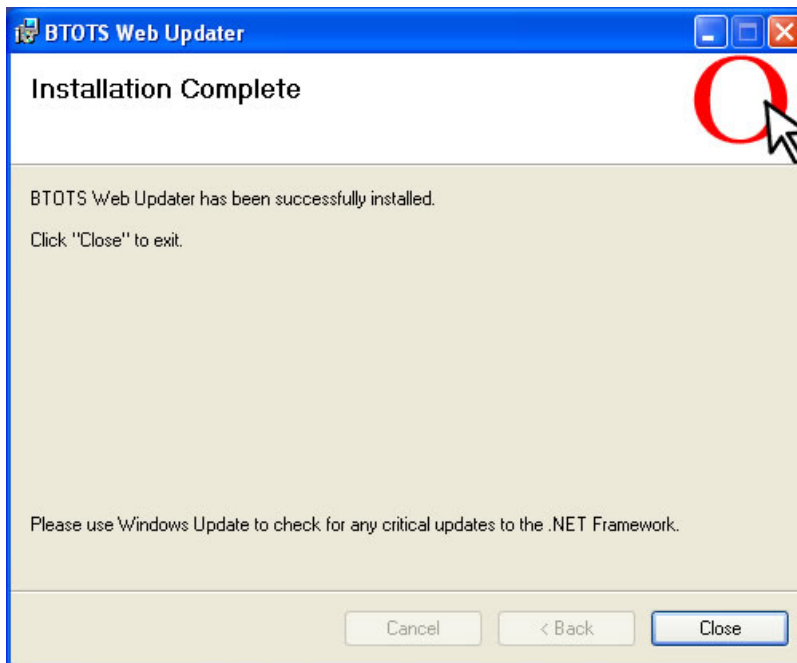 BTOTS Web Updater
Installation Complete
BTOTS Web Updater has been successfully installed.
Click "Close" to exit.
Please use Windows Update to check for any critical updates to the .NET Framework.
Cancel
< Back
Close